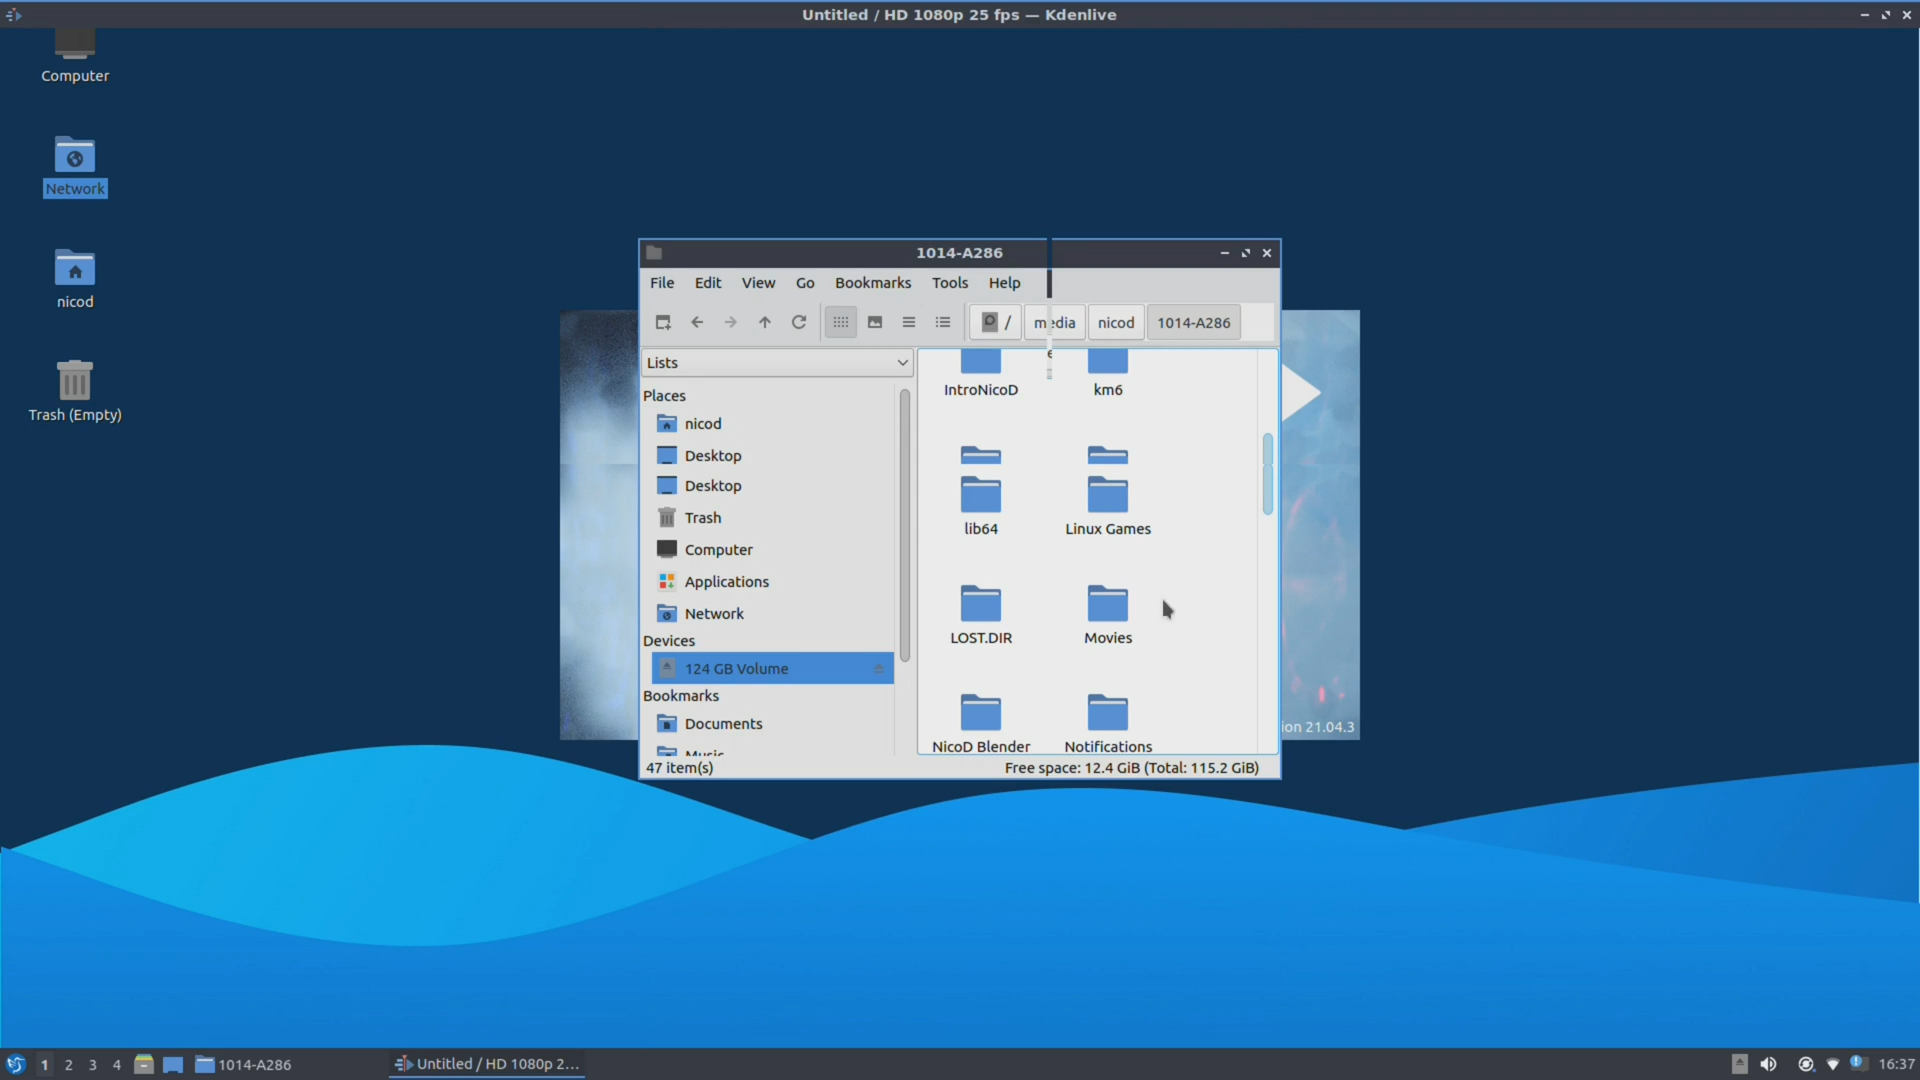 Untitled / HD 1080p 25 fps — Kdenlive
Computer
Network
nicod
Trash (Empty)
1014-A286
File Edit View Go Bookmarks Tools Help
/ media nicod 1014-A286
Lists
Places
nicod
Desktop
Desktop
Trash
Computer
Applications
Network
Devices
124 GB Volume
Bookmarks
Documents
Music
IntroNicoD km6
lib64 Linux Games
LOST.DIR Movies
NicoD Blender Notifications
47 item(s) Free space: 12.4 GiB (Total: 115.2 GiB)
ion 21.04.3
1 2 3 4 1014-A286 Untitled / HD 1080p 2... 16:37